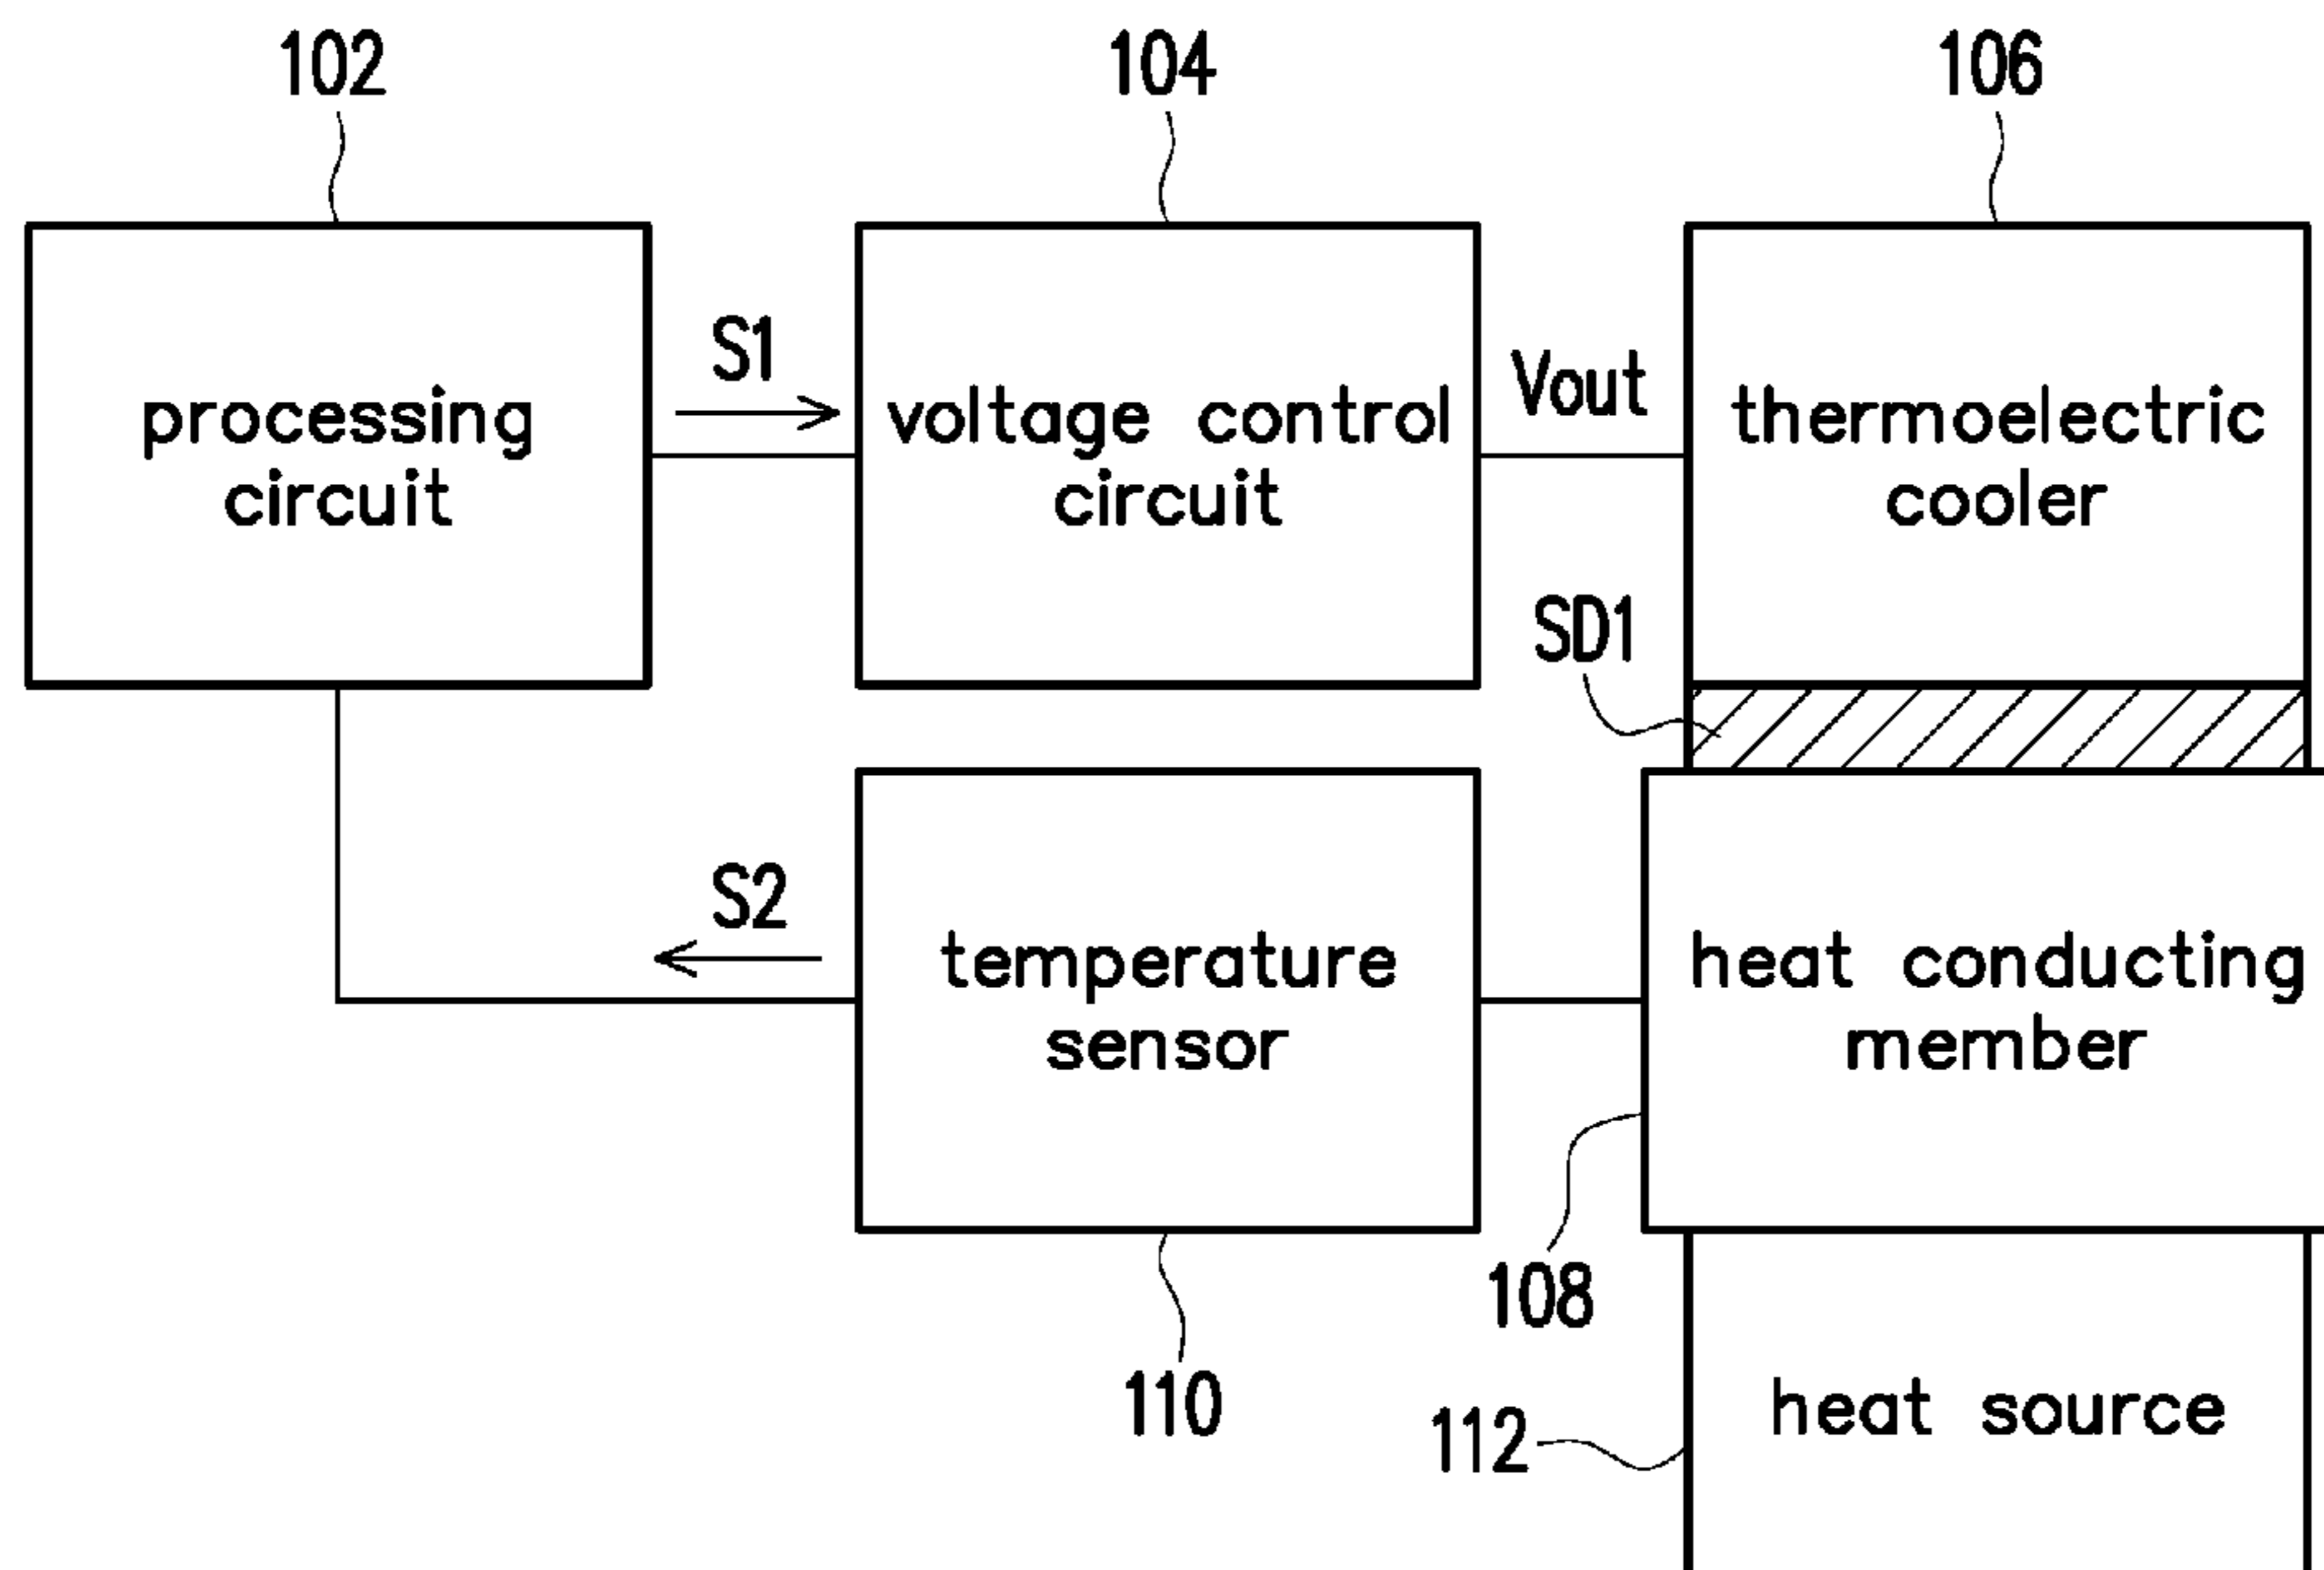 102
104
106
processing
circuit
S1
voltage control
circuit
Vout
thermoelectric
cooler
SD1
S2
temperature
sensor
heat conducting
member
108
110
112
heat source